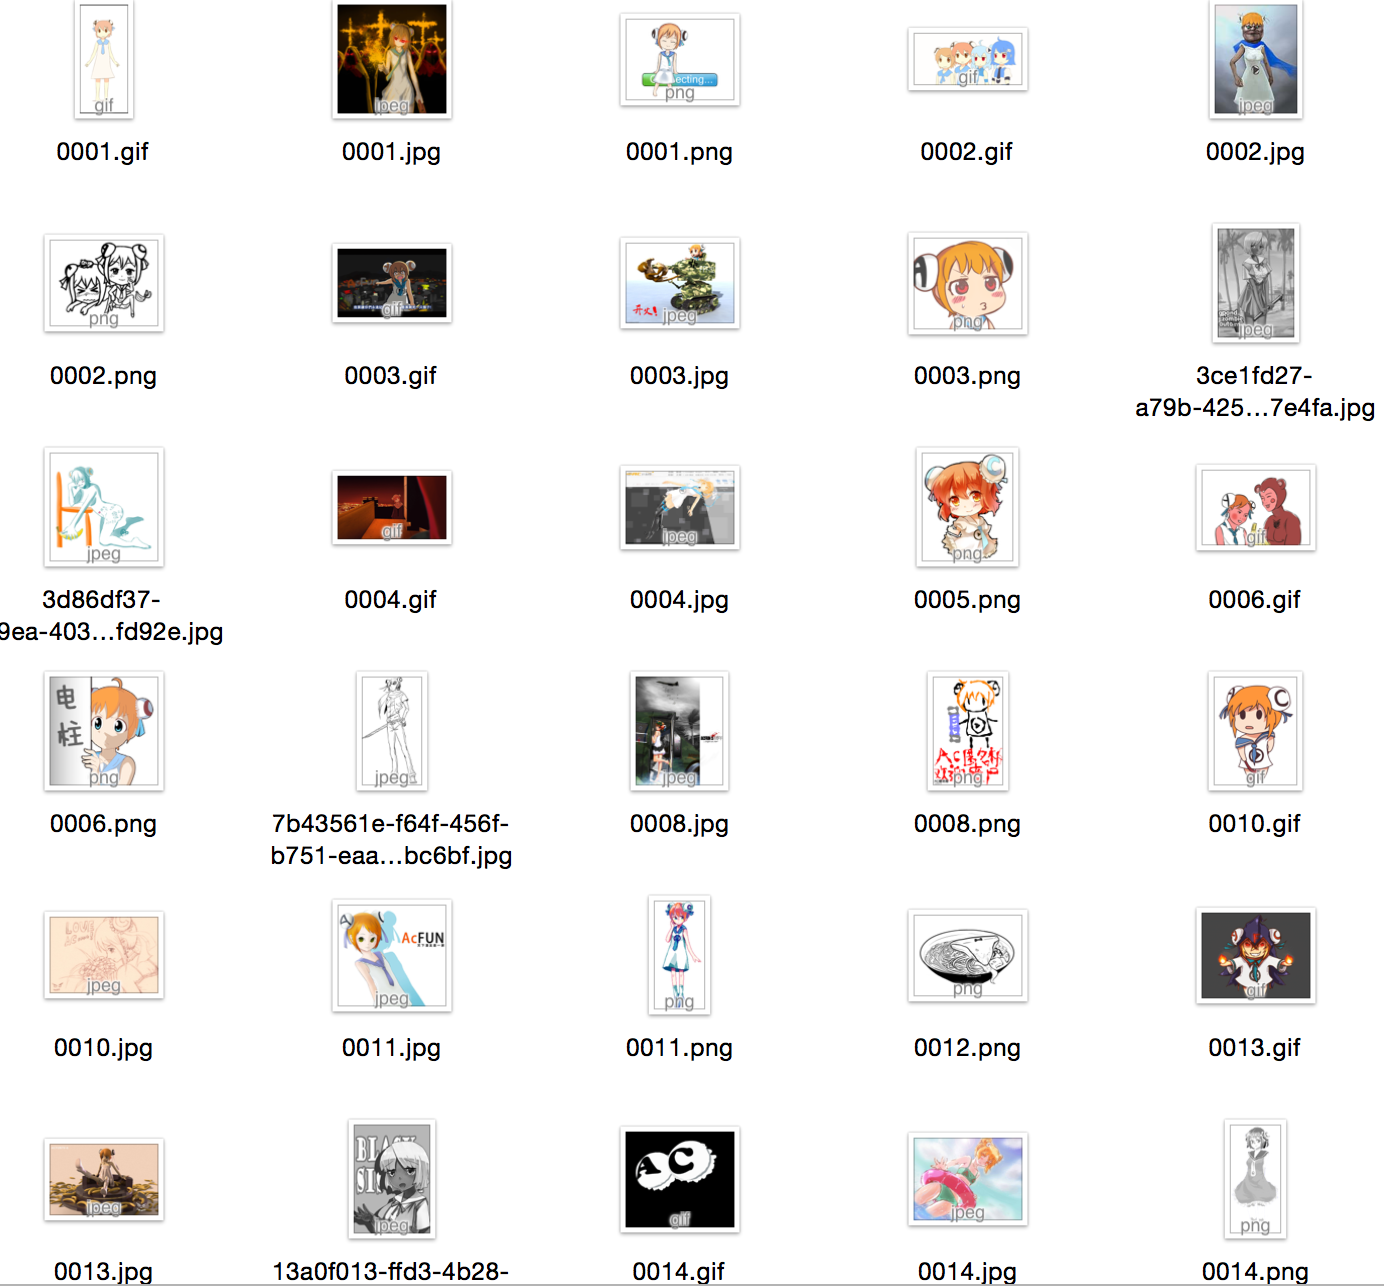 gif
jpeg
ecting...
png
gif
jpeg
0001.gif
0001.jpg
0001.png
0002.gif
0002.jpg
png
gif
开火!
jpeg
png
jpeg
0002.png
0003.gif
0003.jpg
0003.png
3ce1fd27-
a79b-425...7e4fa.jpg
jpeg
gif
jpeg
png
gif
3d86df37-
9ea-403...fd92e.jpg
0004.gif
0004.jpg
0005.png
0006.gif
电
柱
png
jpeg
jpeg
png
gif
0006.png
7b43561e-f64f-456f-
b751-eaa...bc6bf.jpg
0008.jpg
0008.png
0010.gif
jpeg
AcFUN
jpeg
png
png
gif
0010.jpg
0011.jpg
0011.png
0012.png
0013.gif
jpeg
BLACK
jpeg
AC
gif
jpeg
png
0013.jpg
13a0f013-ffd3-4b28-
0014.gif
0014.jpg
0014.png